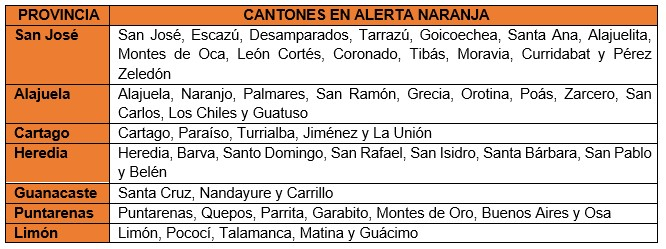 PROVINCIA CANTONES EN ALERTA NARANJA
San José San José, Escazú, Desamparados, Tarrazú, Goicoechea, Santa Ana, Alajuelita,
Montes de Oca, León Cortés, Coronado, Tibás, Moravia, Curridabat y Pérez
Zeledón
Alajuela Alajuela, Naranjo, Palmares, San Ramón, Grecia, Orotina, Poás, Zarcero, San
Carlos, Los Chiles y Guatuso
Cartago Cartago, Paraíso, Turrialba, Jiménez y La Unión
Heredia Heredia, Barva, Santo Domingo, San Rafael, San Isidro, Santa Bárbara, San Pablo
y Belén
Guanacaste Santa Cruz, Nandayure y Carrillo
Puntarenas Puntarenas, Quepos, Parrita, Garabito, Montes de Oro, Buenos Aires y Osa
Limón Limón, Pococí, Talamanca, Matina y Guácimo